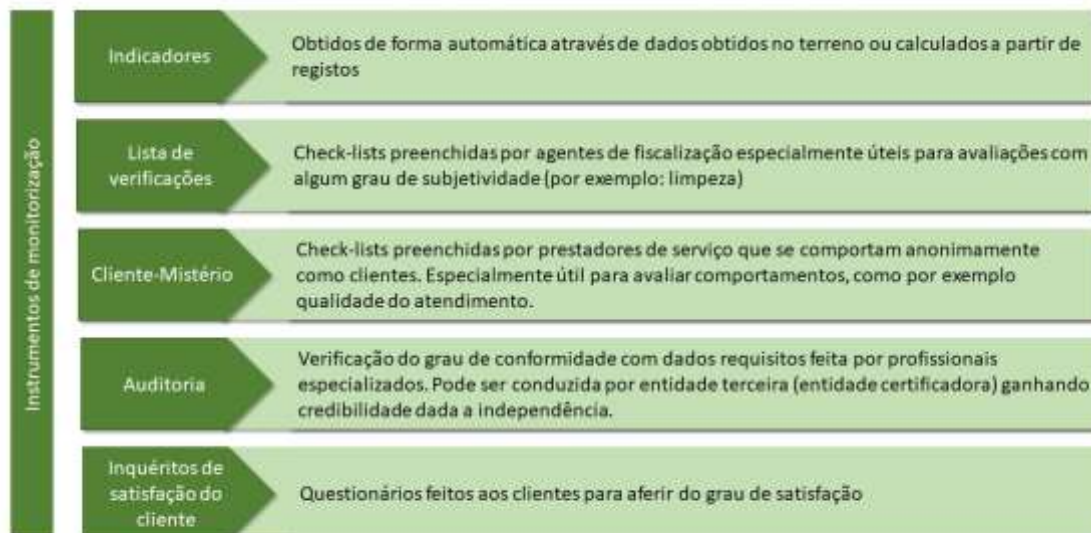 Instrumentos de monitorização
Indicadores
Obtidos de forma automática através de dados obtidos no terreno ou calculados a partir de
registos
Lista de
verificações
Check-lists preenchidas por agentes de fiscalização especialmente úteis para avaliações com
algum grau de subjetividade (por exemplo: limpeza)
Cliente-Mistério
Check-lists preenchidas por prestadores de serviço que se comportam anonimamente
como clientes. Especialmente útil para avaliar comportamentos, como por exemplo
qualidade do atendimento.
Auditoria
Verificação do grau de conformidade com dados requisitos feita por profissionais
especializados. Pode ser conduzida por entidade terceira (entidade certificadora) ganhando
credibilidade dada a independência.
Inquéritos de
satisfação do
cliente
Questionários feitos aos clientes para aferir do grau de satisfação